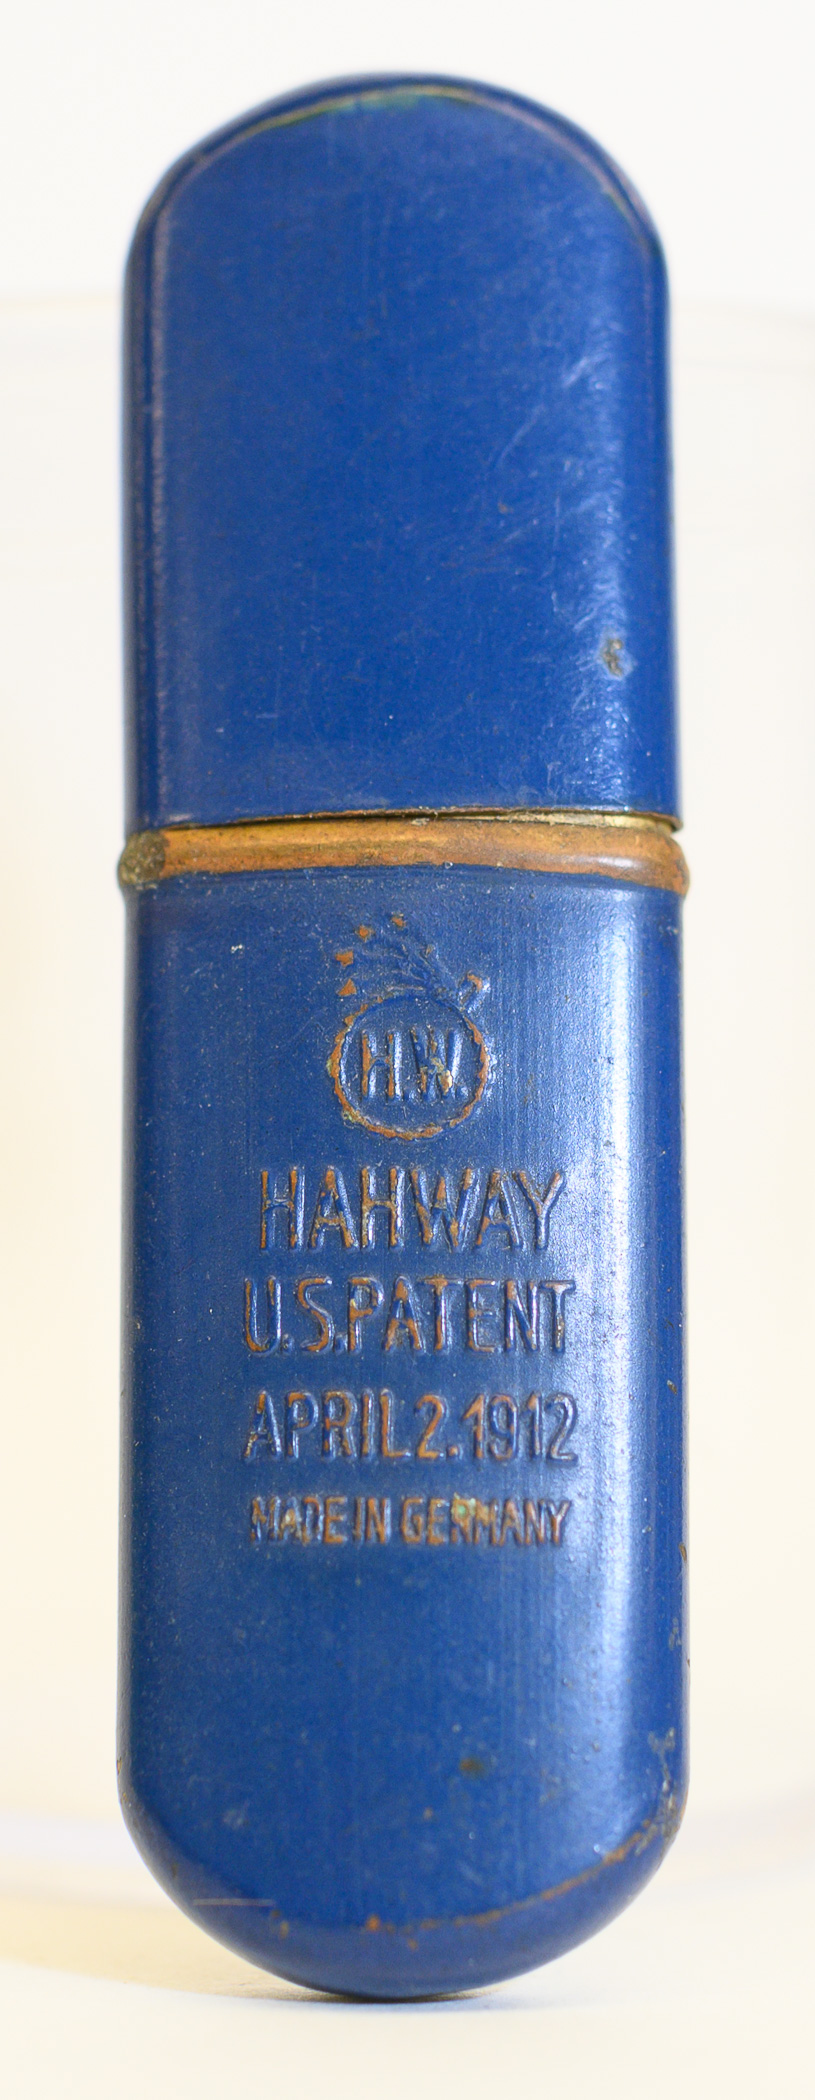 H.W.
HAHWAY
U.S.PATENT
APRIL 2.1912
MADE IN GERMANY